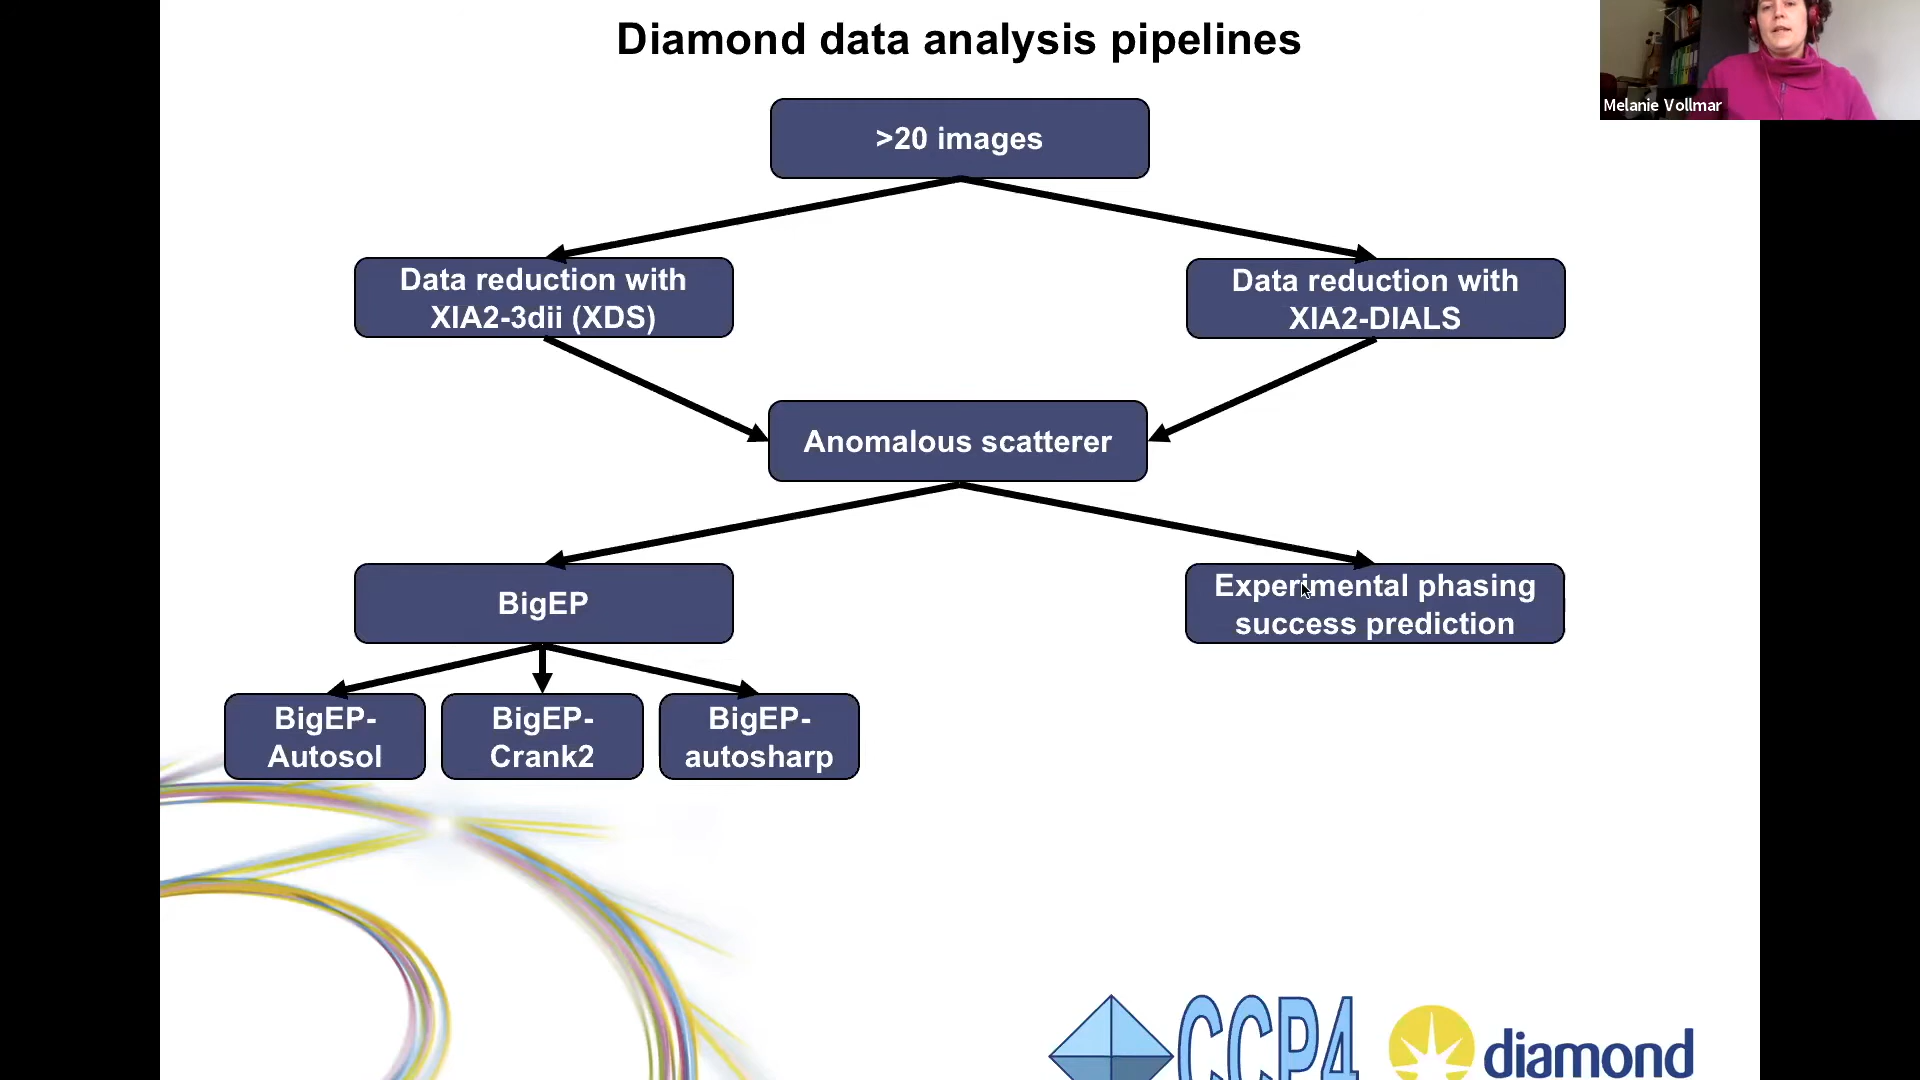 Diamond data analysis pipelines
Melanie Vollmar
>20 images
Data reduction with
XIA2-3dii (XDS)
Data reduction with
XIA2-DIALS
Anomalous scatterer
BigEP
Experimental phasing
success prediction
BigEP-
Autosol
BigEP-
Crank2
BigEP-
autosharp
CCP4
diamond